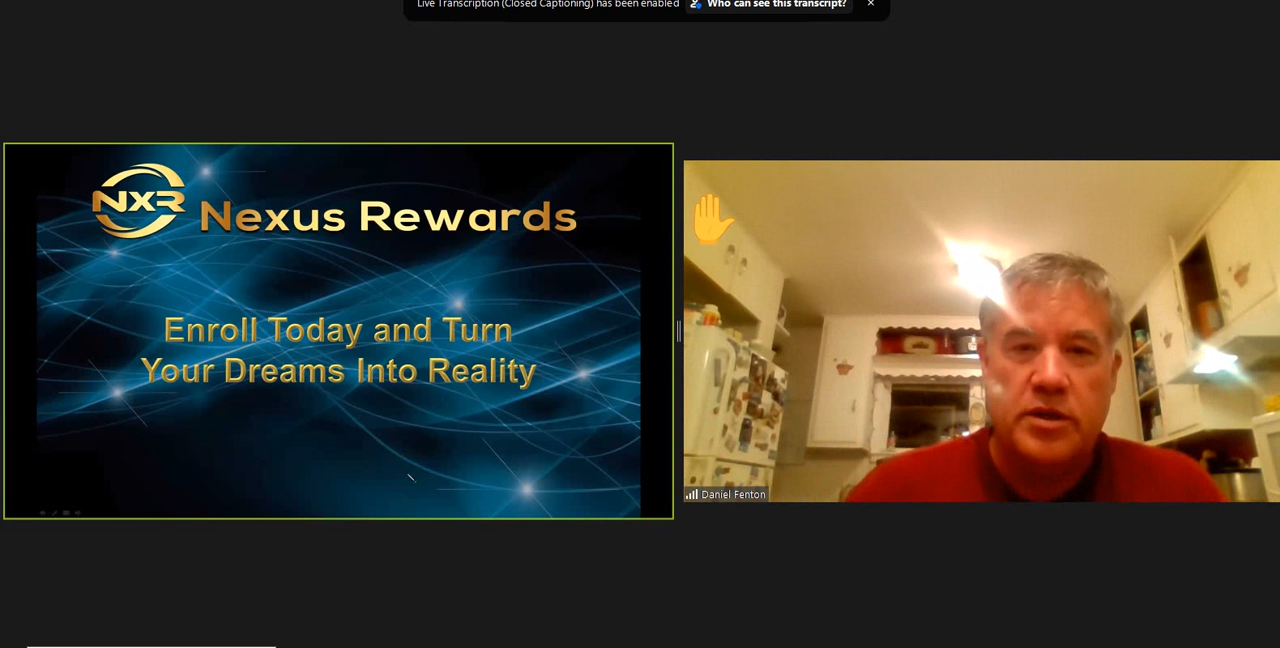 Live Transcription (Closed Captioning) has been enabled Who can see this transcript? ×
NXR Nexus Rewards
Enroll Today and Turn
Your Dreams Into Reality
Daniel Fenton